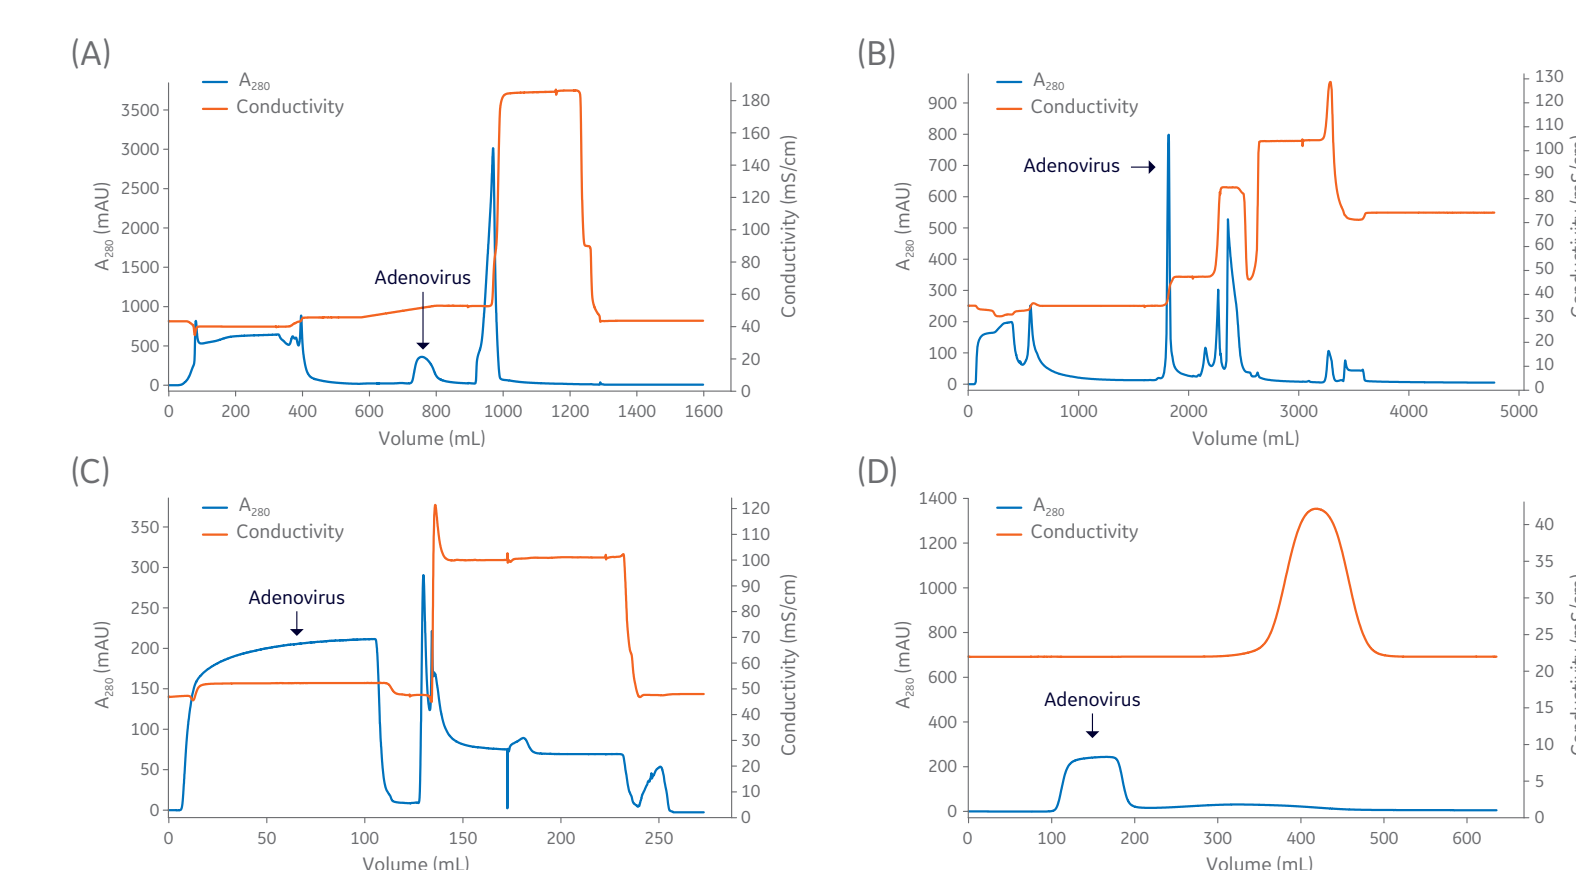 (A)
A280
Conductivity
Adenovirus
A280 (mAU)
3500
3000
2500
2000
1500
1000
500
0
180
160
140
120
100
80
60
40
20
0
Conductivity (mS/cm)
0 200 400 600 800 1000 1200 1400 1600
Volume (mL)
(B)
A280
Conductivity
Adenovirus
A280 (mAU)
900
800
700
600
500
400
300
200
100
0
130
120
110
100
90
80
70
60
50
40
30
20
10
0
Conductivity (mS/cm)
0 1000 2000 3000 4000 5000
Volume (mL)
(C)
A280
Conductivity
Adenovirus
A280 (mAU)
350
300
250
200
150
100
50
0
120
110
100
90
80
70
60
50
40
30
20
10
0
Conductivity (mS/cm)
0 50 100 150 200 250
Volume (mL)
(D)
A280
Conductivity
Adenovirus
A280 (mAU)
1400
1200
1000
800
600
400
200
0
40
35
30
25
20
15
10
5
0
Conductivity (mS/cm)
0 100 200 300 400 500 600
Volume (mL)